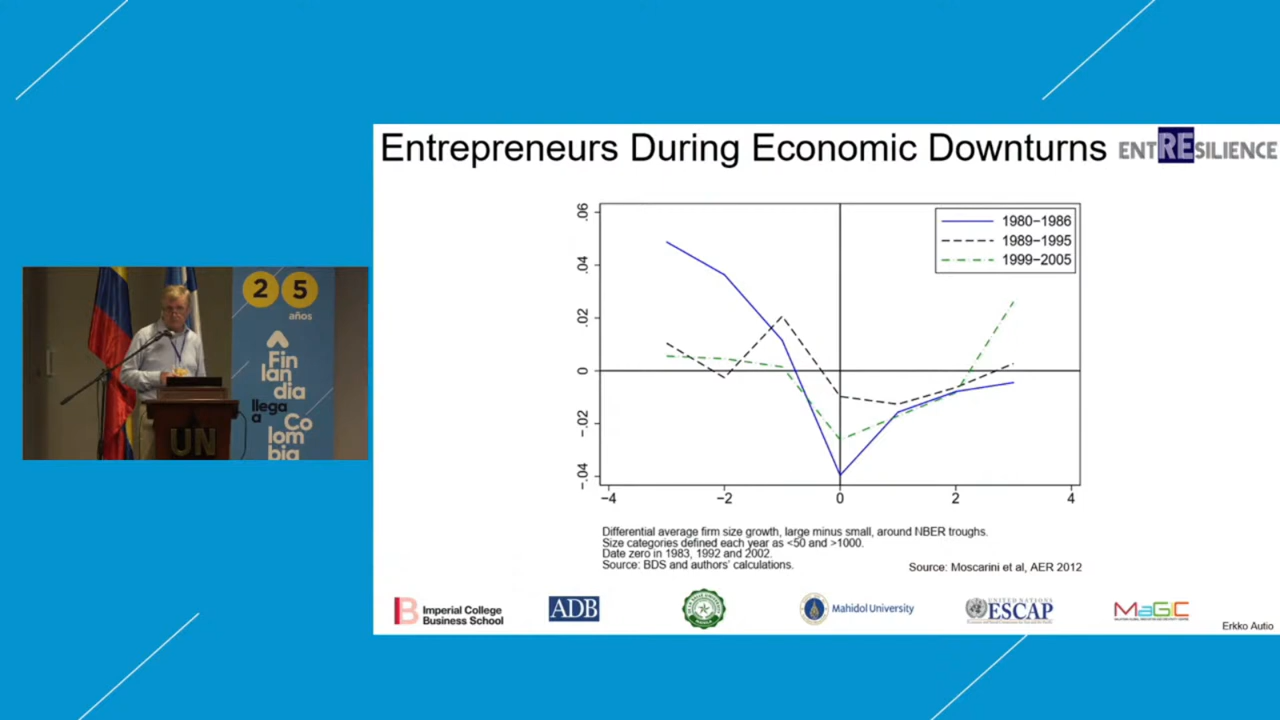 Entrepreneurs During Economic Downturns
ENTRESILIENCE
.06
.04
.02
0
-.02
-.04
-4
-2
0
2
4
1980-1986
1989-1995
1999-2005
Differential average firm size growth, large minus small, around NBER troughs.
Size categories defined each year as <50 and >1000.
Date zero in 1983, 1992 and 2002.
Source: BDS and authors' calculations.
Source: Moscarini et al, AER 2012
Imperial College
Business School
ADB
Mahidol University
UNITED NATIONS
ESCAP
MaGIC
Erkko Autio
25
años
Fin
lan
dia
llega
a
Co
lom
bia
UN